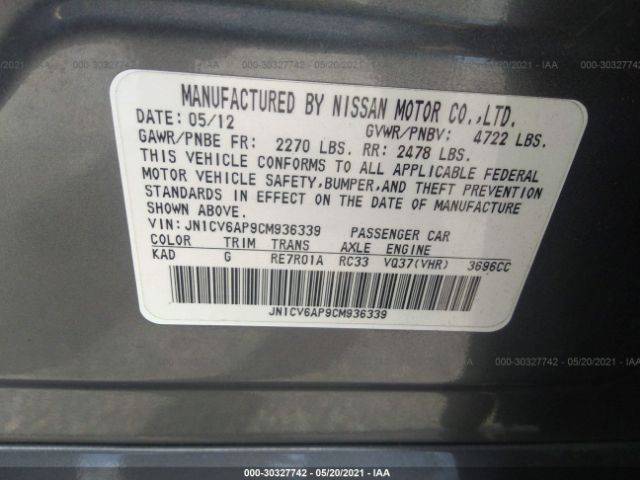 000-30327742 - 05/20/2021 - IAA
000-30327742 - 05/20/2021 - IAA
MANUFACTURED BY NISSAN MOTOR CO.,LTD.
DATE: 05/12 GVWR/PNBV: 4722 LBS.
GAWR/PNBE FR: 2270 LBS. RR: 2478 LBS.
THIS VEHICLE CONFORMS TO ALL APPLICABLE FEDERAL
MOTOR VEHICLE SAFETY,BUMPER,AND THEFT PREVENTION
STANDARDS IN EFFECT ON THE DATE OF MANUFACTURE
SHOWN ABOVE.
VIN: JN1CV6AP9CM936339 PASSENGER CAR
COLOR TRIM TRANS AXLE ENGINE
KAD G RE7R01A RC33 VQ37(VHR) 3696CC
JN1CV6AP9CM936339
000-30327742 - 05/20/2021 - IAA
000-30327742 - 05/20/2021 - IAA